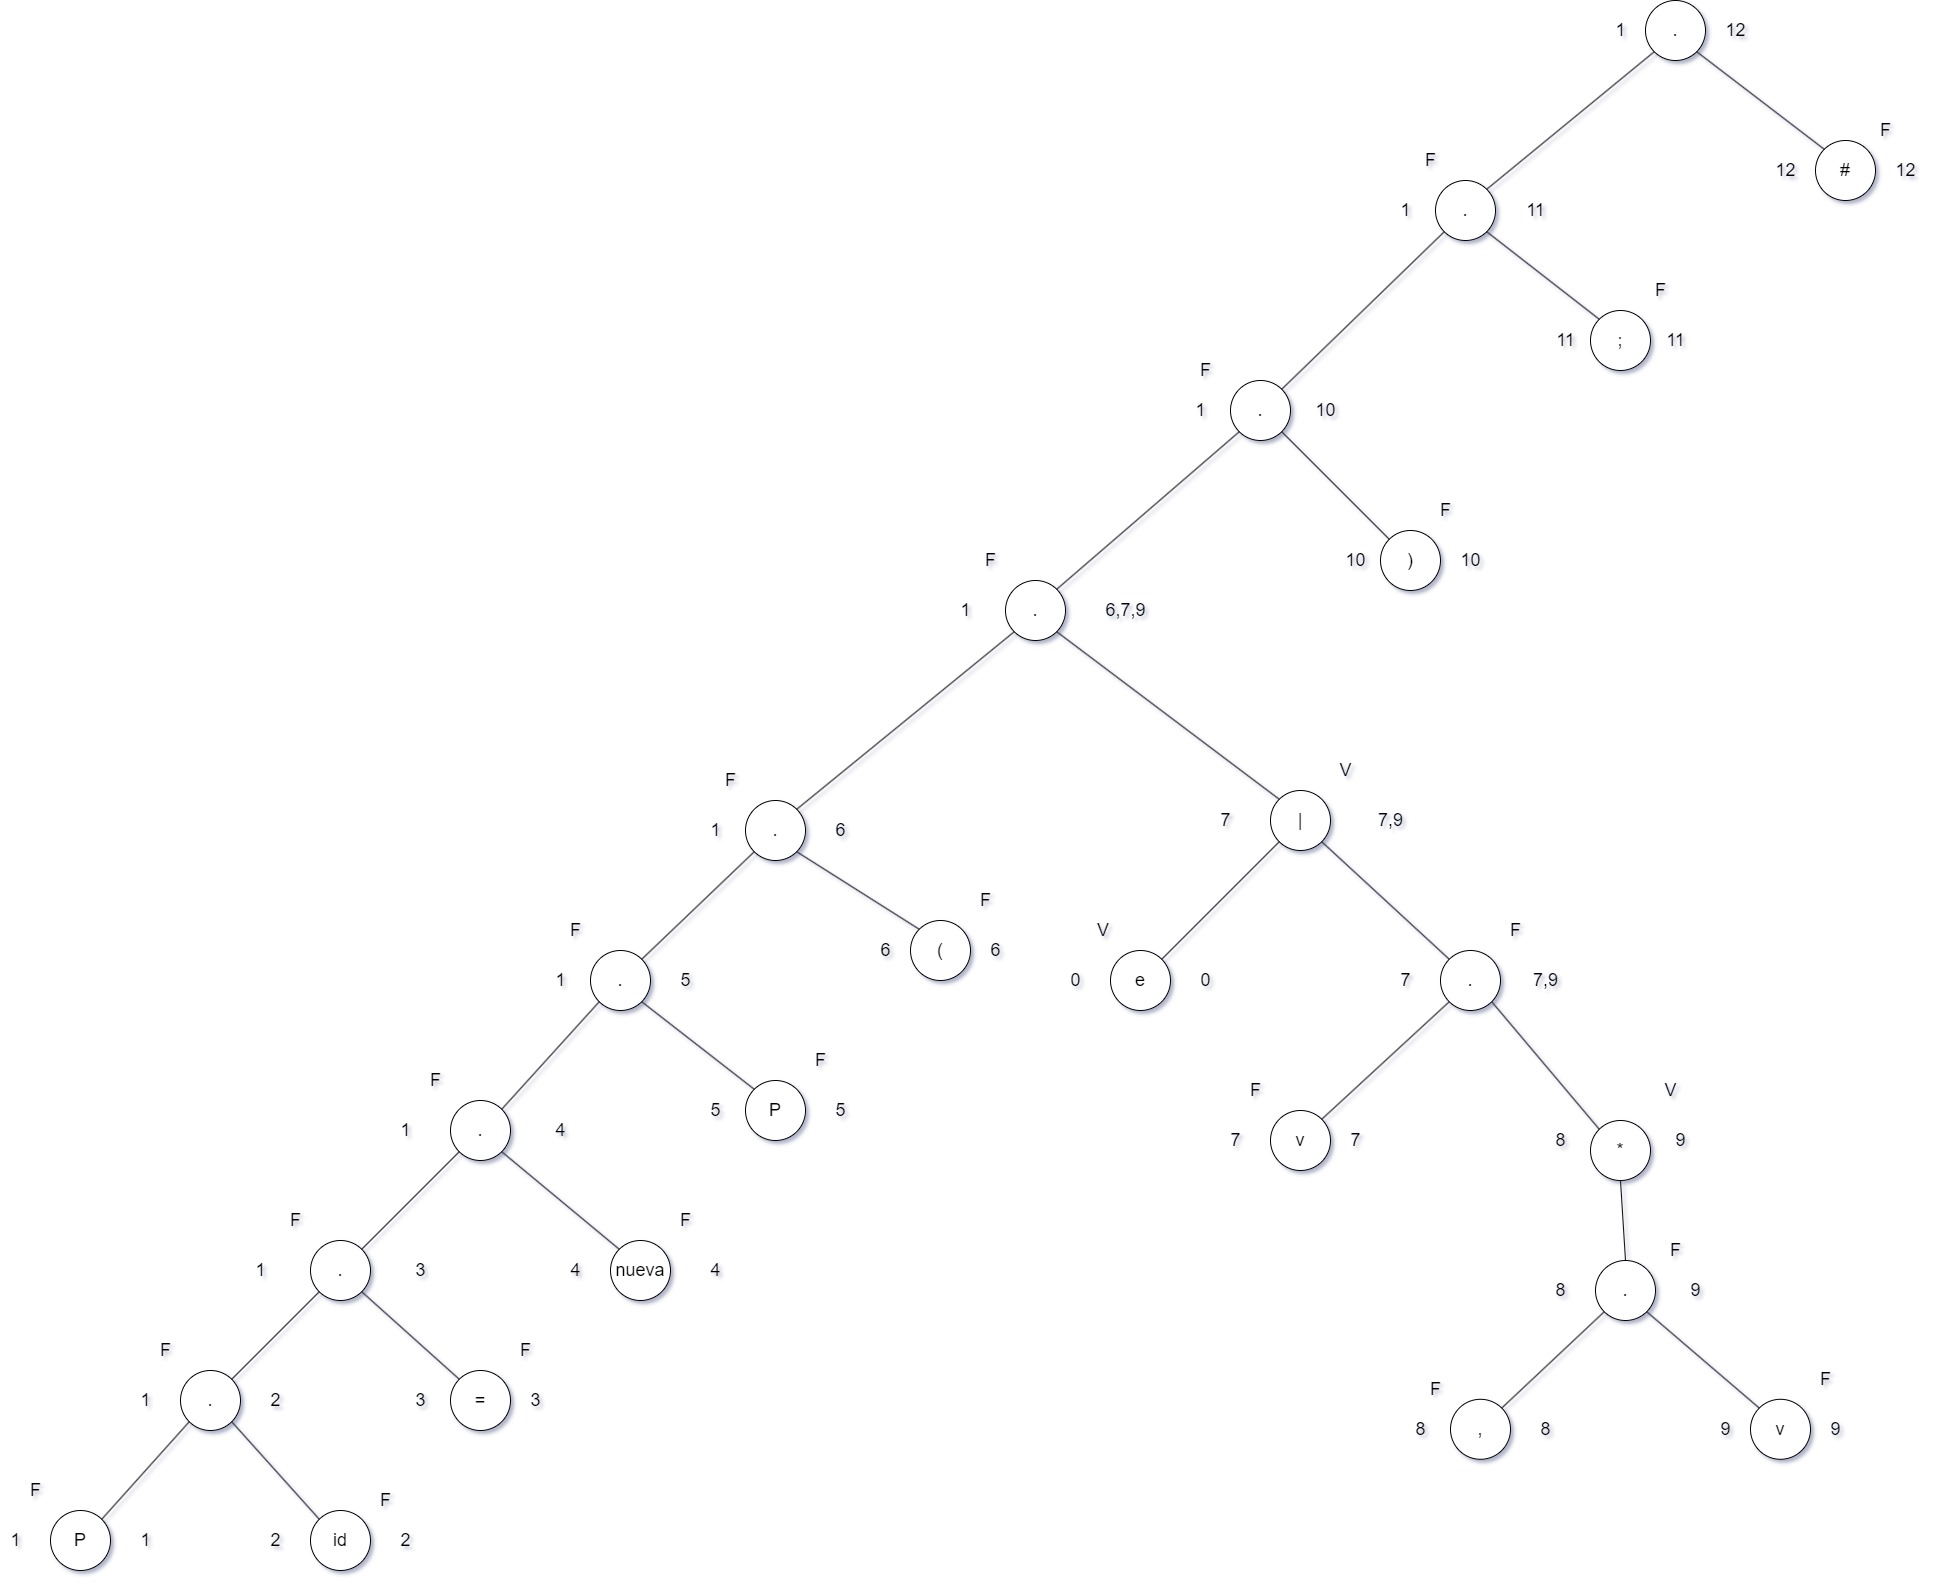 1 . 12
F
12 # 12
F
1 . 11
F
11 ; 11
F
1 . 10
F
10 ) 10
F
1 . 6,7,9
V
F
7 | 7,9
1 . 6
F
6 ( 6
V
0 e 0
F
7 . 7,9
F
1 . 5
F
5 P 5
F
7 v 7
V
8 * 9
F
1 . 4
F
4 nueva 4
F
8 . 9
F
1 . 3
F
3 = 3
F
8 , 8
F
9 v 9
F
1 . 2
F
1 P 1
F
2 id 2